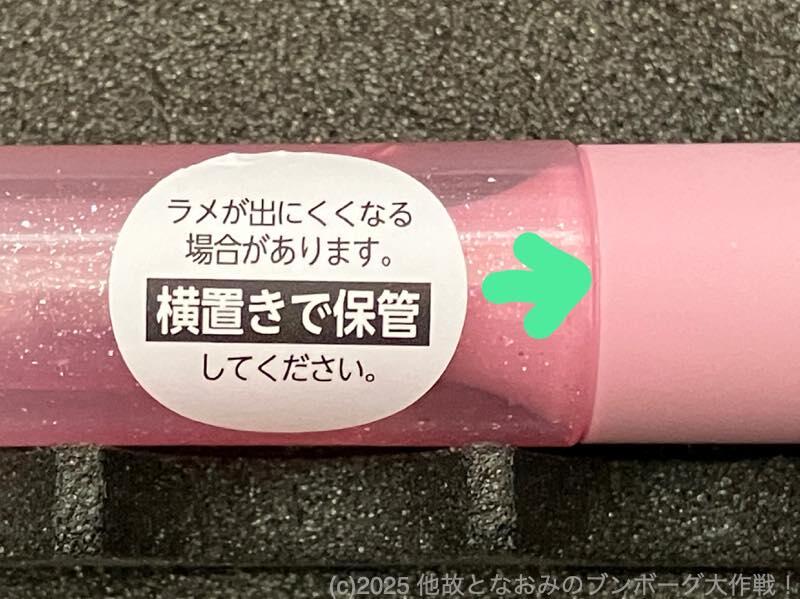 ラメが出にくくなる
場合があります。
横置きで保管
してください。
(c)2025 他故となおみのブンボーグ大作戦！